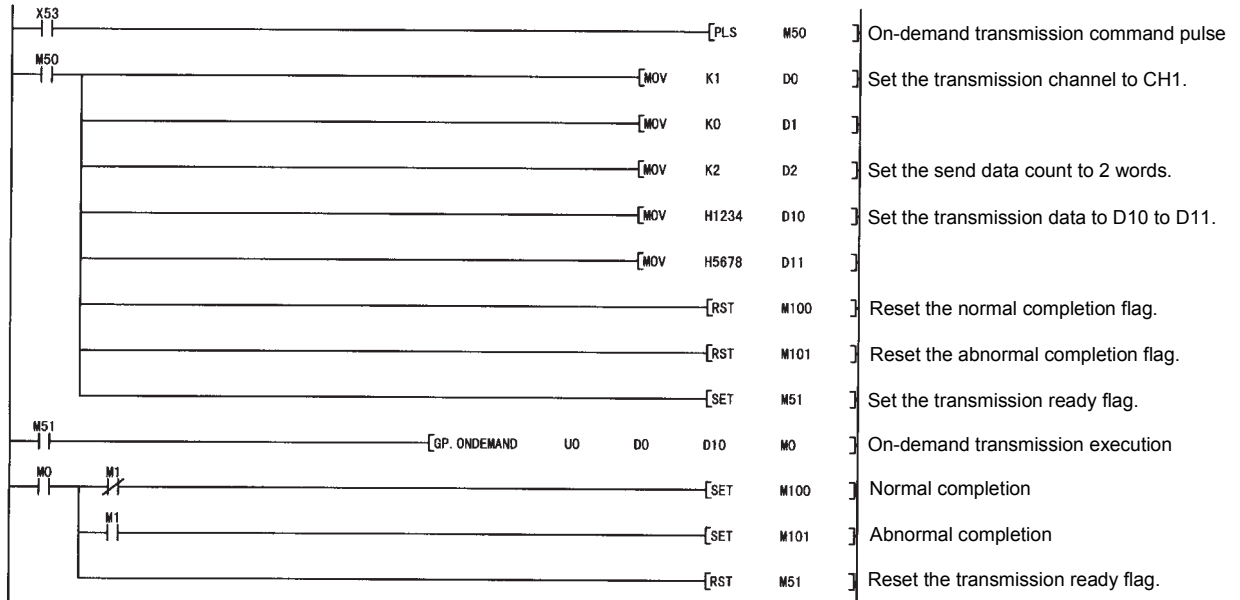 X53
PLS M50 On-demand transmission command pulse
M50
MOV K1 D0 Set the transmission channel to CH1.
MOV K0 D1
MOV K2 D2 Set the send data count to 2 words.
MOV H1234 D10 Set the transmission data to D10 to D11.
MOV H5678 D11
RST M100 Reset the normal completion flag.
RST M101 Reset the abnormal completion flag.
SET M51 Set the transmission ready flag.
M51
GP.ONDEMAND U0 D0 D10 M0 On-demand transmission execution
M0 M1
SET M100 Normal completion
M1
SET M101 Abnormal completion
RST M51 Reset the transmission ready flag.